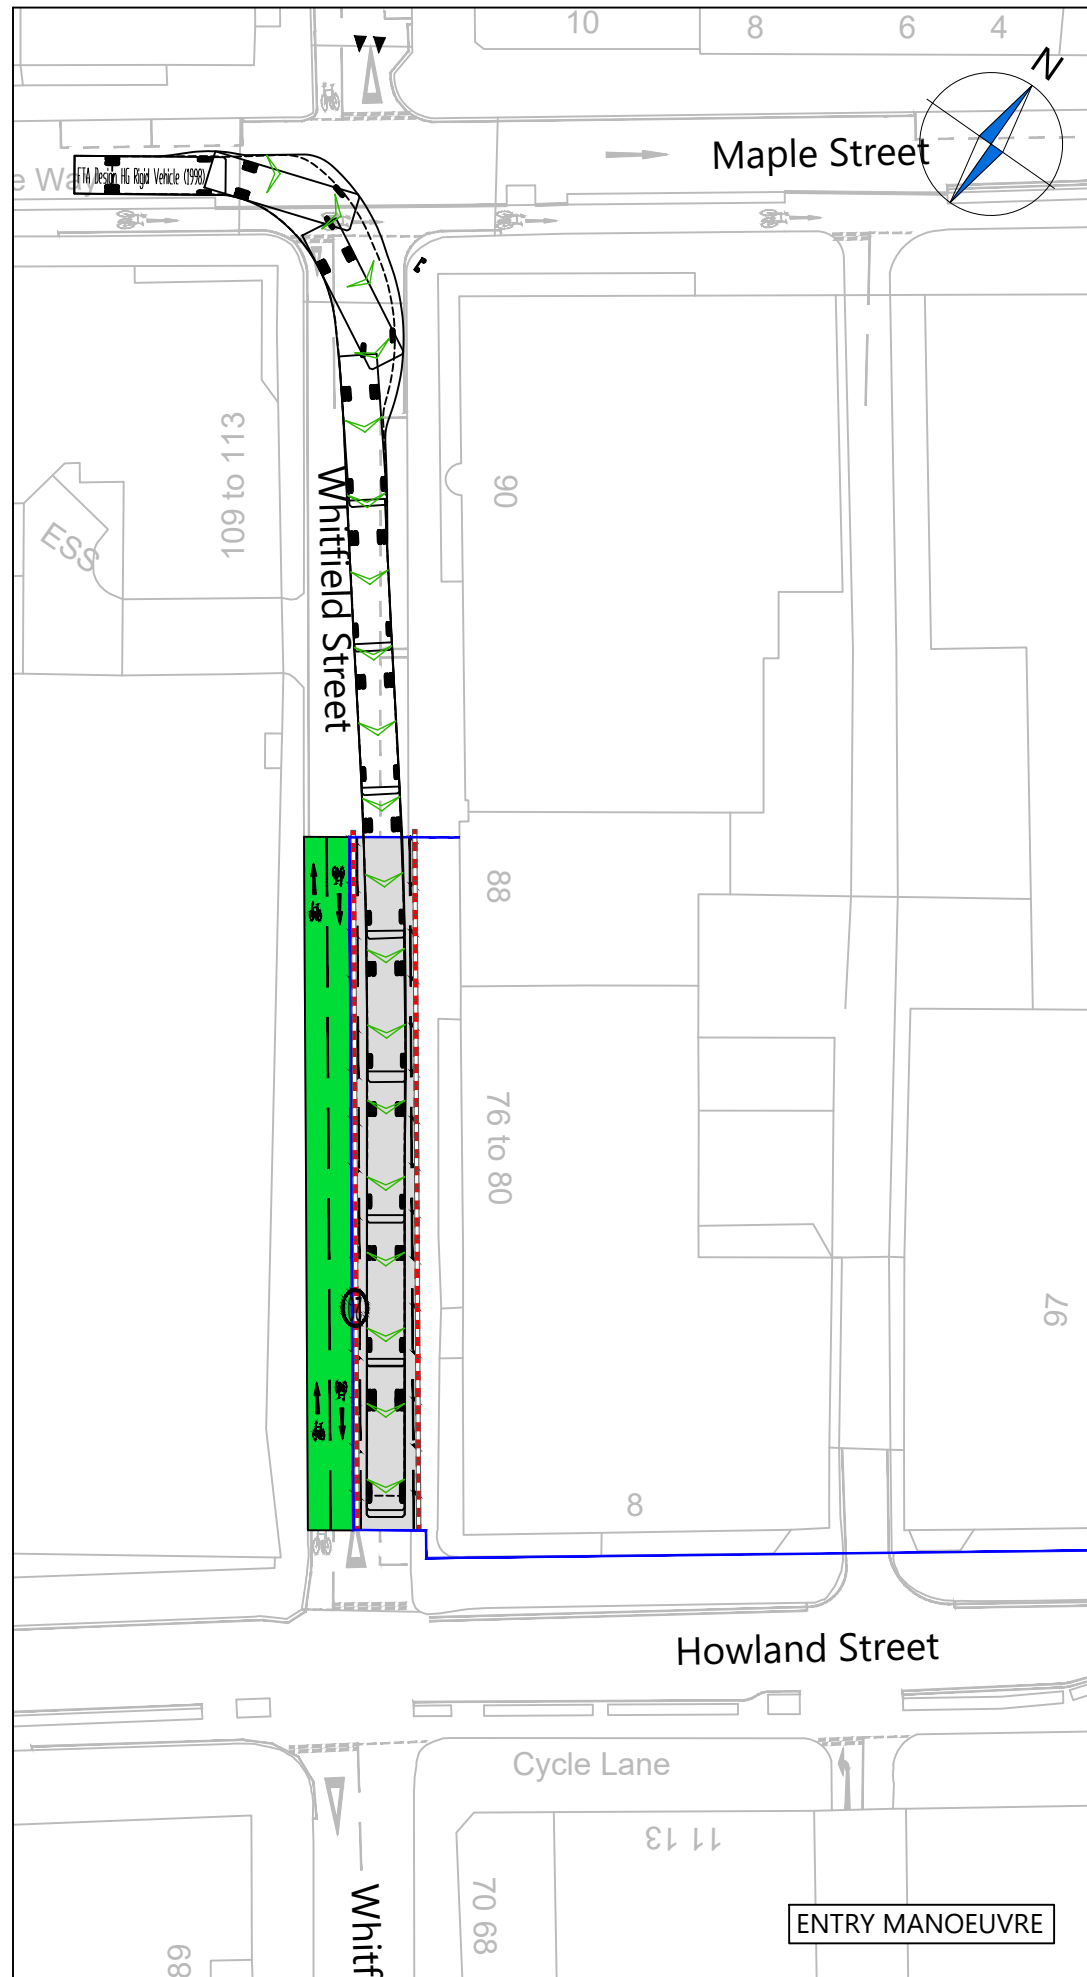 10
8
6
4
N
Maple Street
e Way
FTA Design HG Rigid Vehicle (1998)
109 to 113
90
ESS
Whitfield Street
88
76 to 80
97
8
Howland Street
Cycle Lane
11 13
70 68
Whitf
89
ENTRY MANOEUVRE